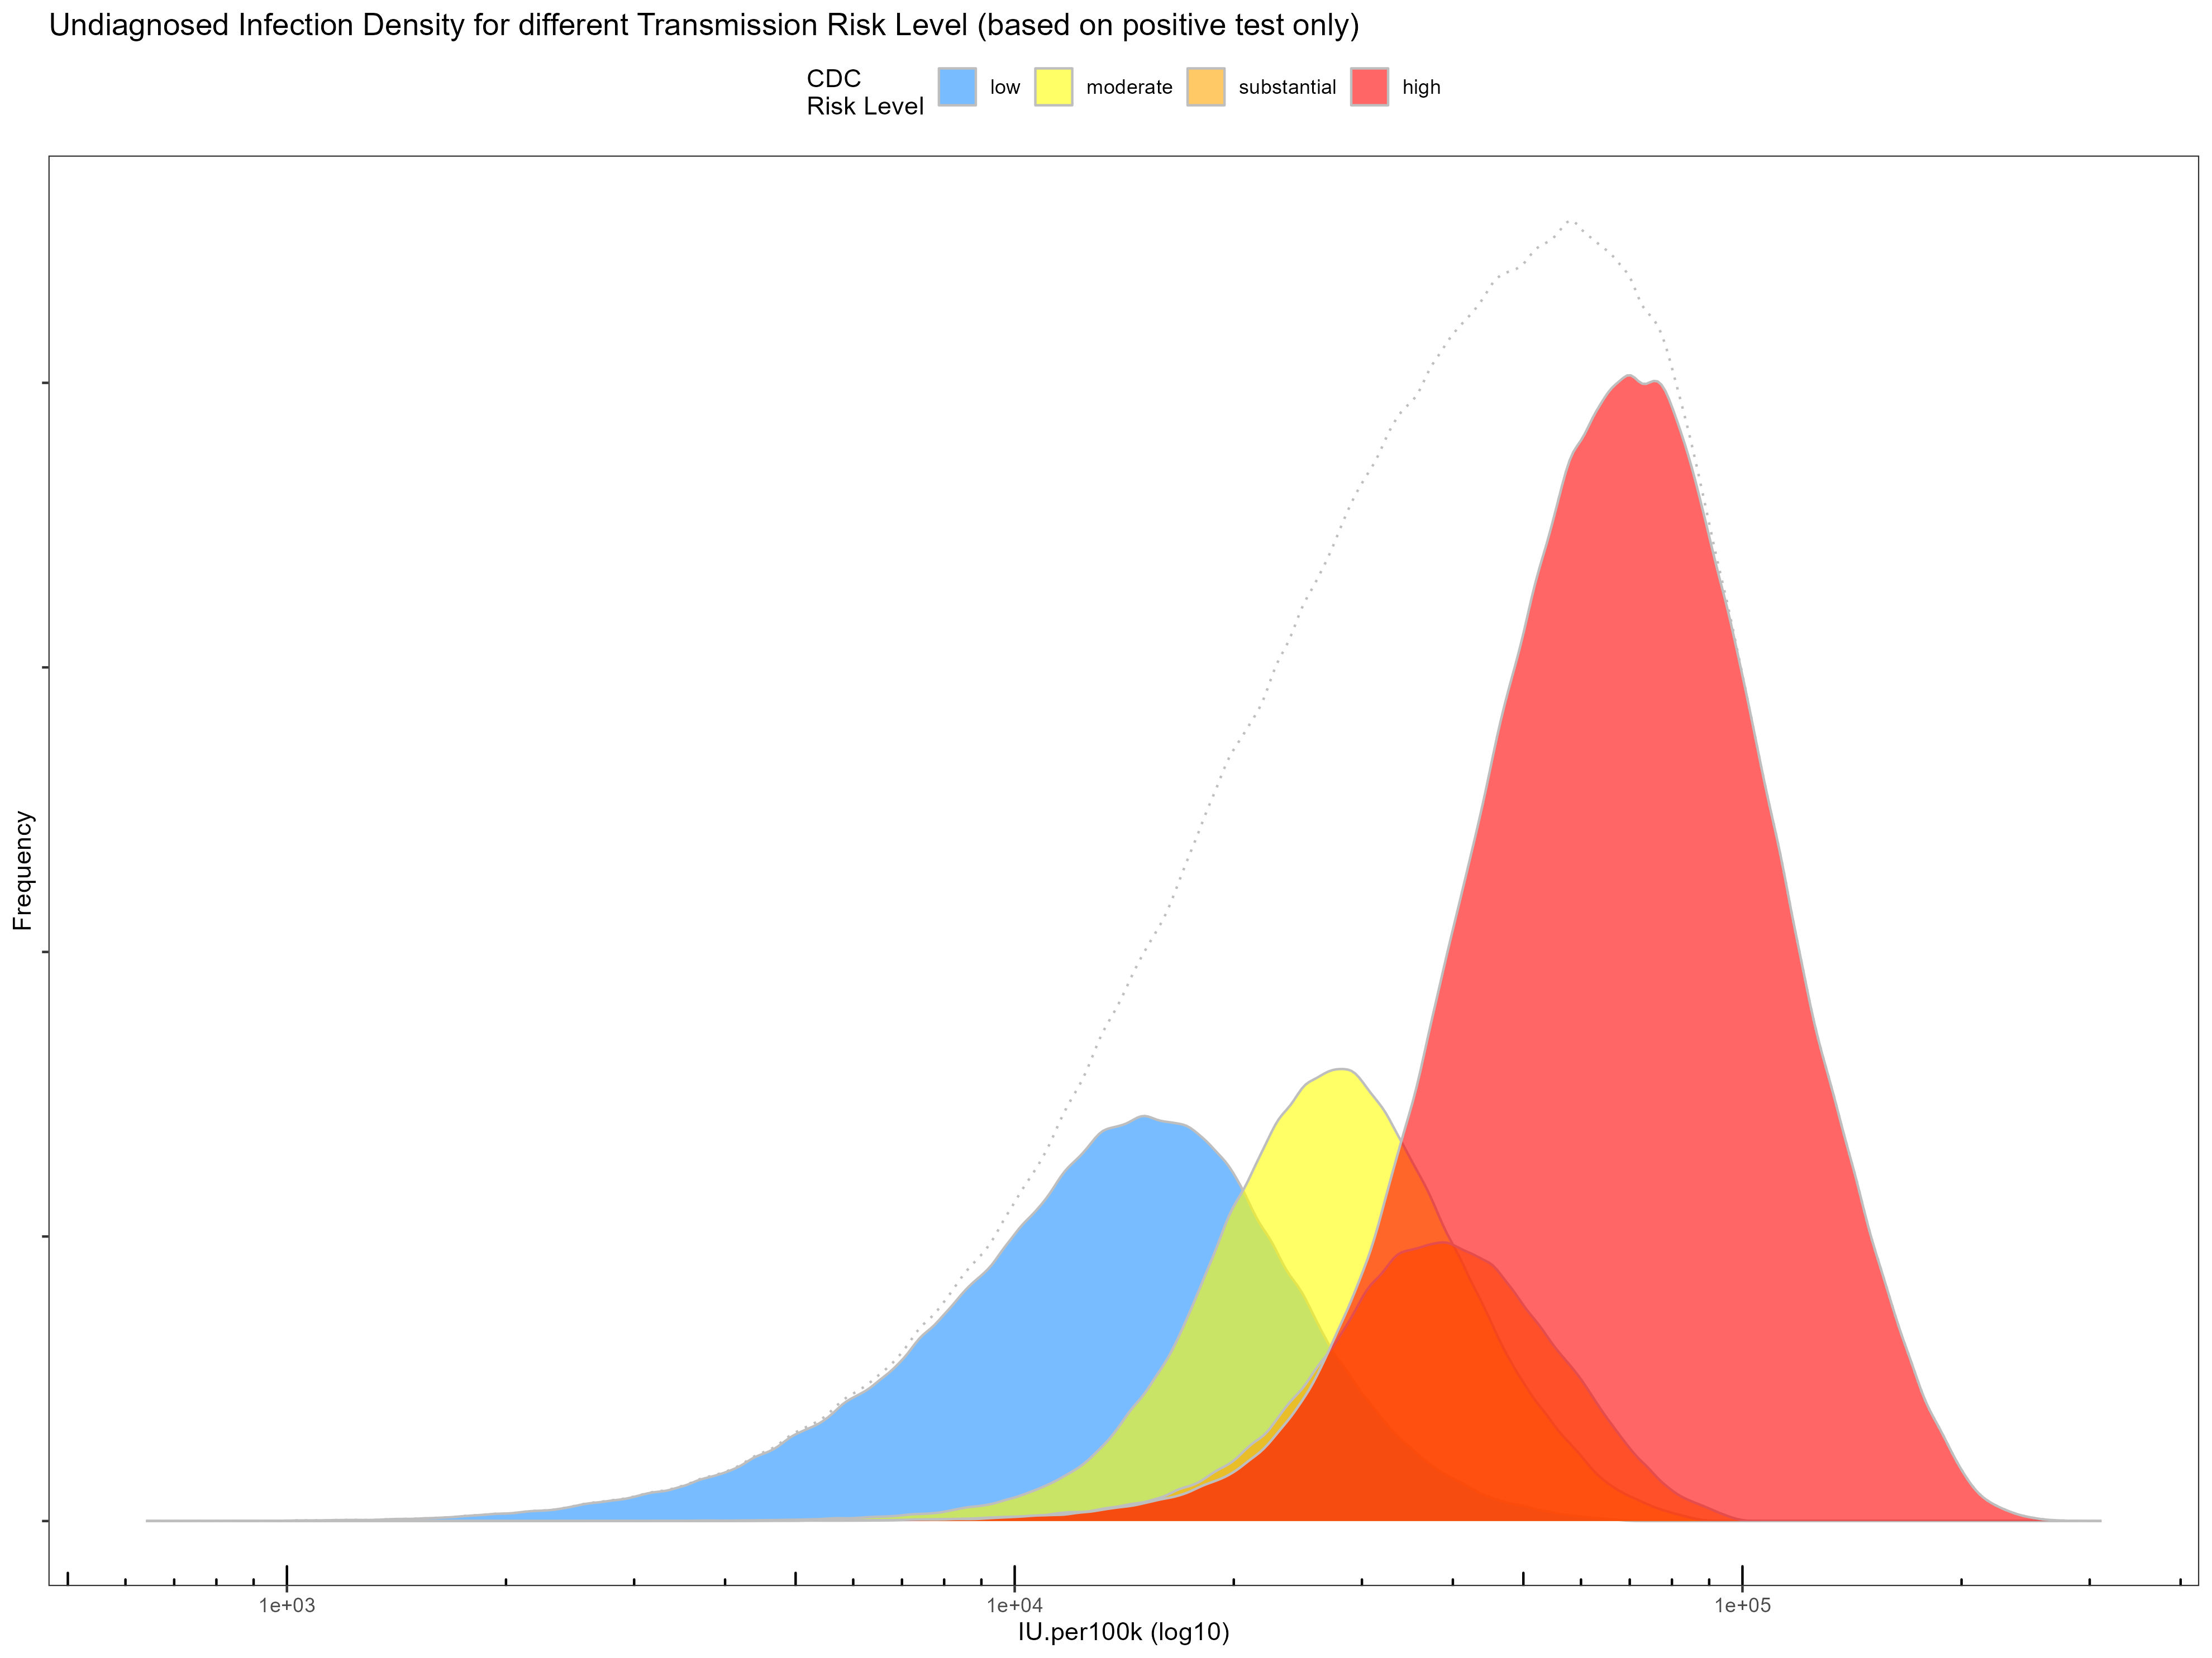 Undiagnosed Infection Density for different Transmission Risk Level (based on positive test only)
CDC
Risk Level
low
moderate
substantial
high
Frequency
1e+03
1e+04
1e+05
IU.per100k (log10)